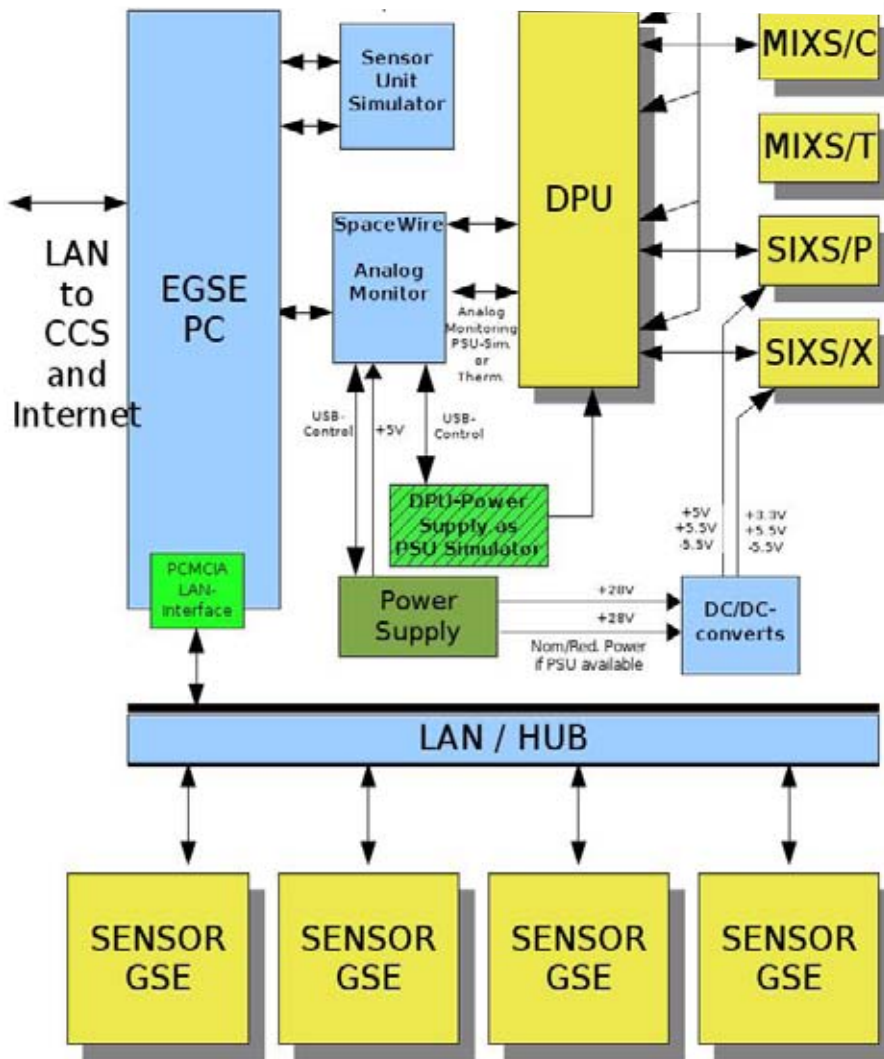 Sensor
Unit
Simulator
MIXS/C
MIXS/T
DPU
SIXS/P
SIXS/X
SpaceWire
Analog
Monitor
EGSE
PC
LAN
to
CCS
and
Internet
Analog
Monitoring
PSU-Sim.
or
Therm.
USB-
Control
+5V
USB-
Control
DPU-Power
Supply as
PSU Simulator
+5V
+5.5V
-5.5V
+3.3V
+5.5V
-5.5V
PCMCIA
LAN-
Interface
Power
Supply
+28V
+28V
Nom/Red. Power
if PSU available
DC/DC-
converts
LAN / HUB
SENSOR
GSE
SENSOR
GSE
SENSOR
GSE
SENSOR
GSE